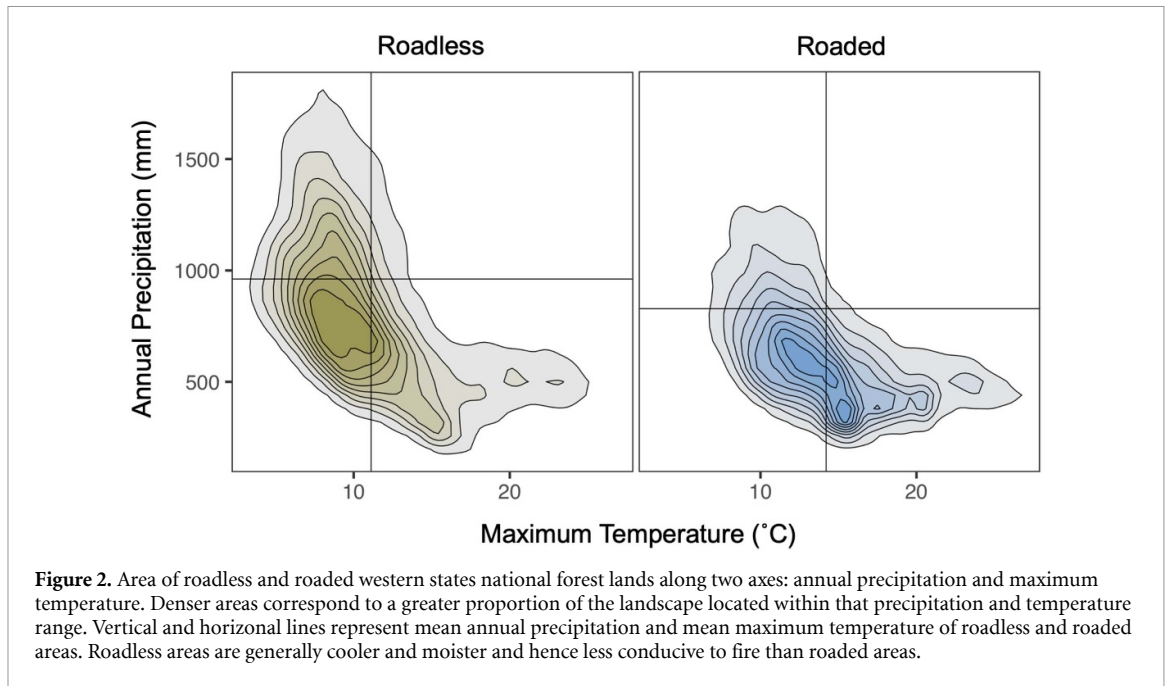 Roadless
Roaded
Annual Precipitation (mm)
1500
1000
500
10
20
10
20
Maximum Temperature (˚C)
Figure 2. Area of roadless and roaded western states national forest lands along two axes: annual precipitation and maximum
temperature. Denser areas correspond to a greater proportion of the landscape located within that precipitation and temperature
range. Vertical and horizonal lines represent mean annual precipitation and mean maximum temperature of roadless and roaded
areas. Roadless areas are generally cooler and moister and hence less conducive to fire than roaded areas.